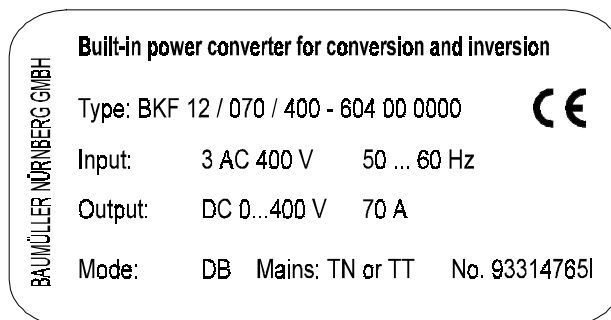 BAUMÜLLER NÜRNBERG GMBH
Built-in power converter for conversion and inversion
Type: BKF 12 / 070 / 400 - 604 00 0000 CE
Input: 3 AC 400 V 50 ... 60 Hz
Output: DC 0...400 V 70 A
Mode: DB Mains: TN or TT No. 93314765I